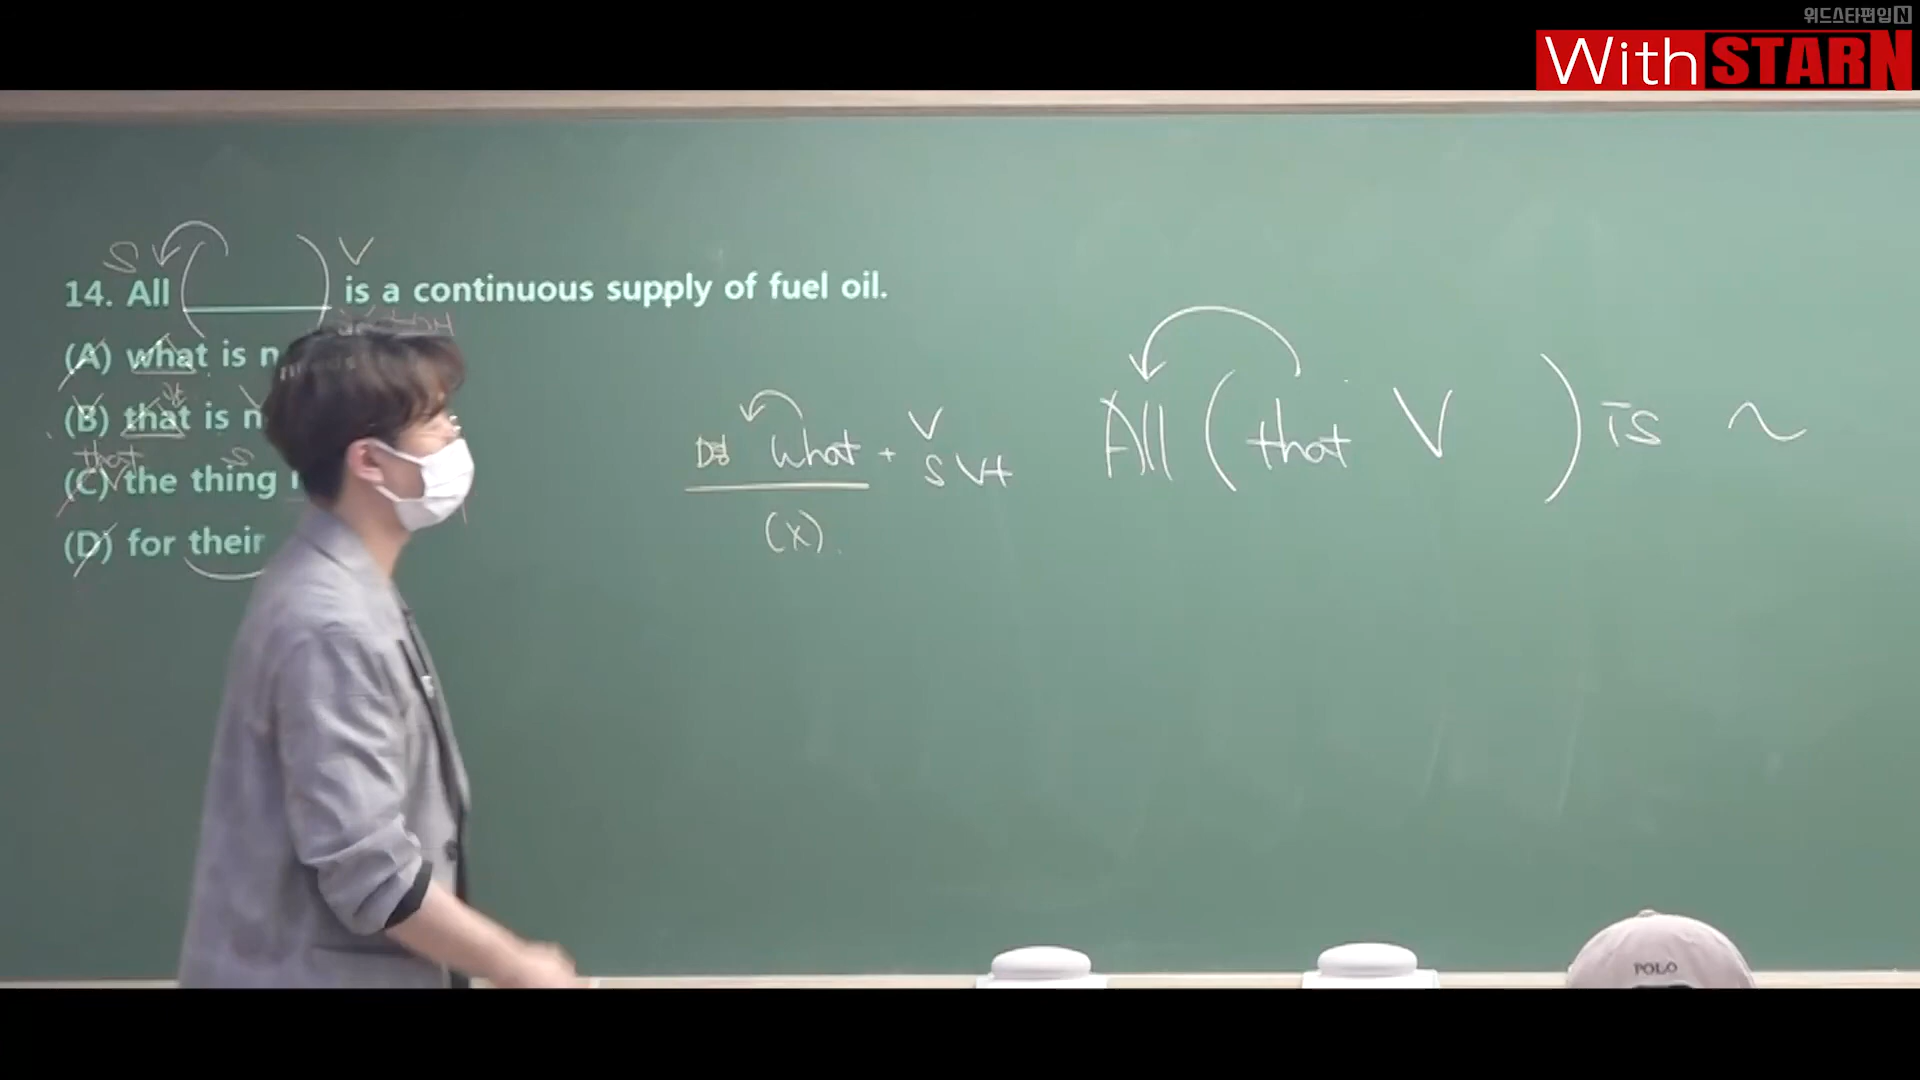 위드스타편입N
With STARN
S V
14. All ( ) is a continuous supply of fuel oil.
(A) what is n
(B) that is n
that S
(C) the thing
(D) for their
what + V
S Vt
(X).
All (that V ) is ~
POLO